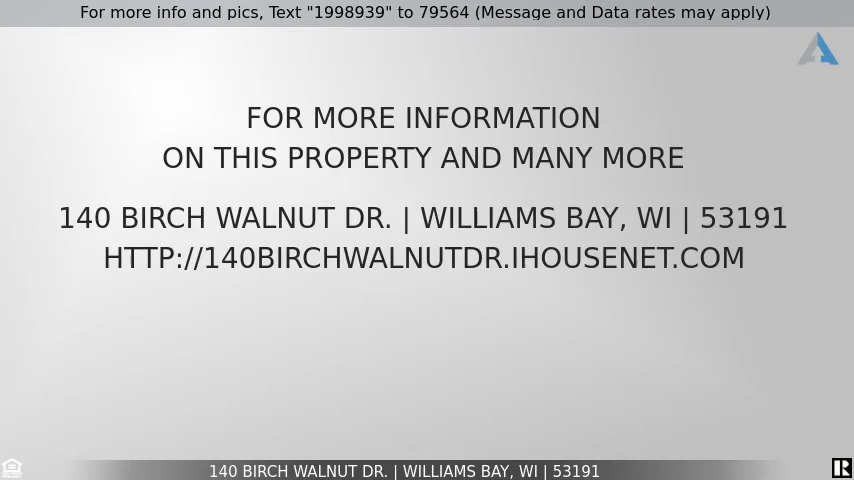 For more info and pics, Text "1998939" to 79564 (Message and Data rates may apply)
FOR MORE INFORMATION
ON THIS PROPERTY AND MANY MORE
140 BIRCH WALNUT DR. | WILLIAMS BAY, WI | 53191
HTTP://140BIRCHWALNUTDR.IHOUSENET.COM
140 BIRCH WALNUT DR. | WILLIAMS BAY, WI | 53191